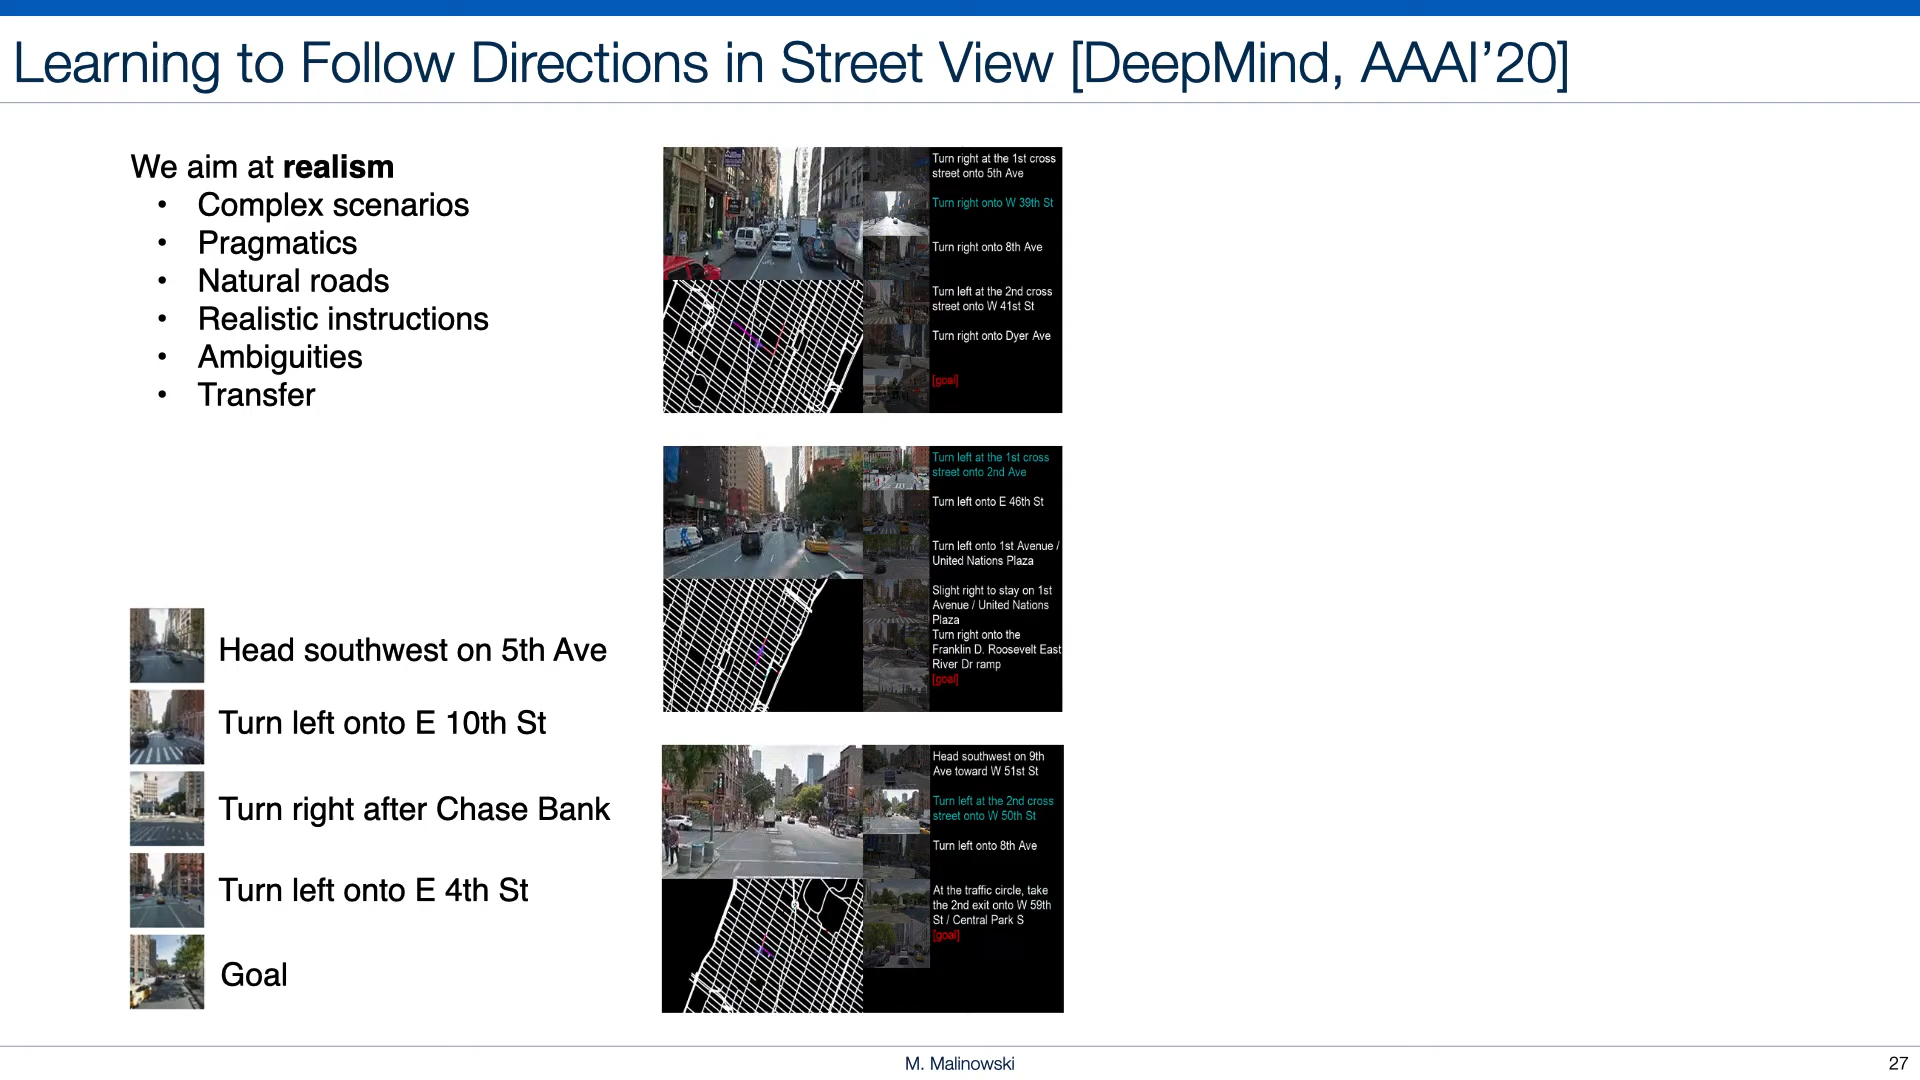 Learning to Follow Directions in Street View [DeepMind, AAAI’20]
We aim at realism
• Complex scenarios
• Pragmatics
• Natural roads
• Realistic instructions
• Ambiguities
• Transfer
Head southwest on 5th Ave
Turn left onto E 10th St
Turn right after Chase Bank
Turn left onto E 4th St
Goal
Turn right at the 1st cross
street onto 5th Ave
Turn right onto W 39th St
Turn right onto 8th Ave
Turn left at the 2nd cross
street onto W 41st St
Turn right onto Dyer Ave
[goal]
Turn left at the 1st cross
street onto 2nd Ave
Turn left onto E 46th St
Turn left onto 1st Avenue /
United Nations Plaza
Slight right to stay on 1st
Avenue / United Nations
Plaza
Turn right onto the
Franklin D. Roosevelt East
River Dr ramp
[goal]
Head southwest on 9th
Ave toward W 51st St
Turn left at the 2nd cross
street onto W 50th St
Turn left onto 8th Ave
At the traffic circle, take
the 2nd exit onto W 59th
St / Central Park S
[goal]
M. Malinowski
27